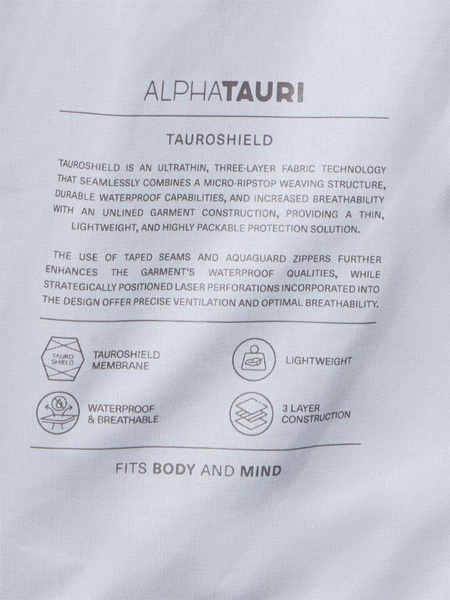 ALPHATAURI
TAUROSHIELD
TAUROSHIELD IS AN ULTRATHIN, THREE-LAYER FABRIC TECHNOLOGY
THAT SEAMLESSLY COMBINES A MICRO-RIPSTOP WEAVING STRUCTURE,
DURABLE WATERPROOF CAPABILITIES, AND INCREASED BREATHABILITY
WITH AN UNLINED GARMENT CONSTRUCTION, PROVIDING A THIN,
LIGHTWEIGHT, AND HIGHLY PACKABLE PROTECTION SOLUTION.
THE USE OF TAPED SEAMS AND AQUAGUARD ZIPPERS FURTHER
ENHANCES THE GARMENT'S WATERPROOF QUALITIES, WHILE
STRATEGICALLY POSITIONED LASER PERFORATIONS INCORPORATED INTO
THE DESIGN OFFER PRECISE VENTILATION AND OPTIMAL BREATHABILITY.
TAURO
SHIELD
TAUROSHIELD
MEMBRANE
LIGHTWEIGHT
WATERPROOF
& BREATHABLE
3 LAYER
CONSTRUCTION
FITS BODY AND MIND